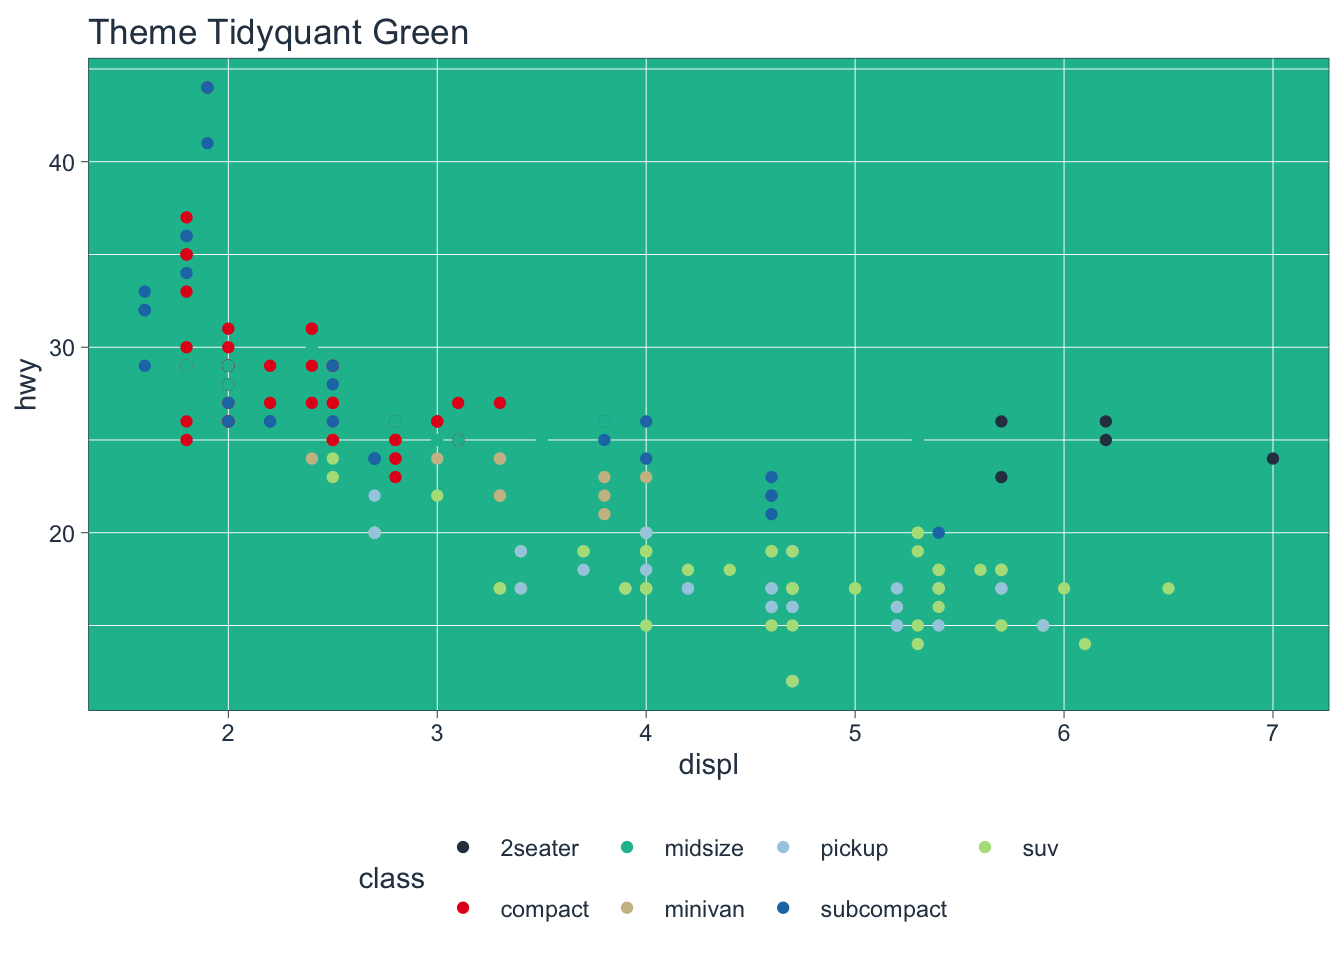 Theme Tidyquant Green
hwy
40
30
20
2 3 4 5 6 7
displ
class
2seater midsize pickup suv
compact minivan subcompact